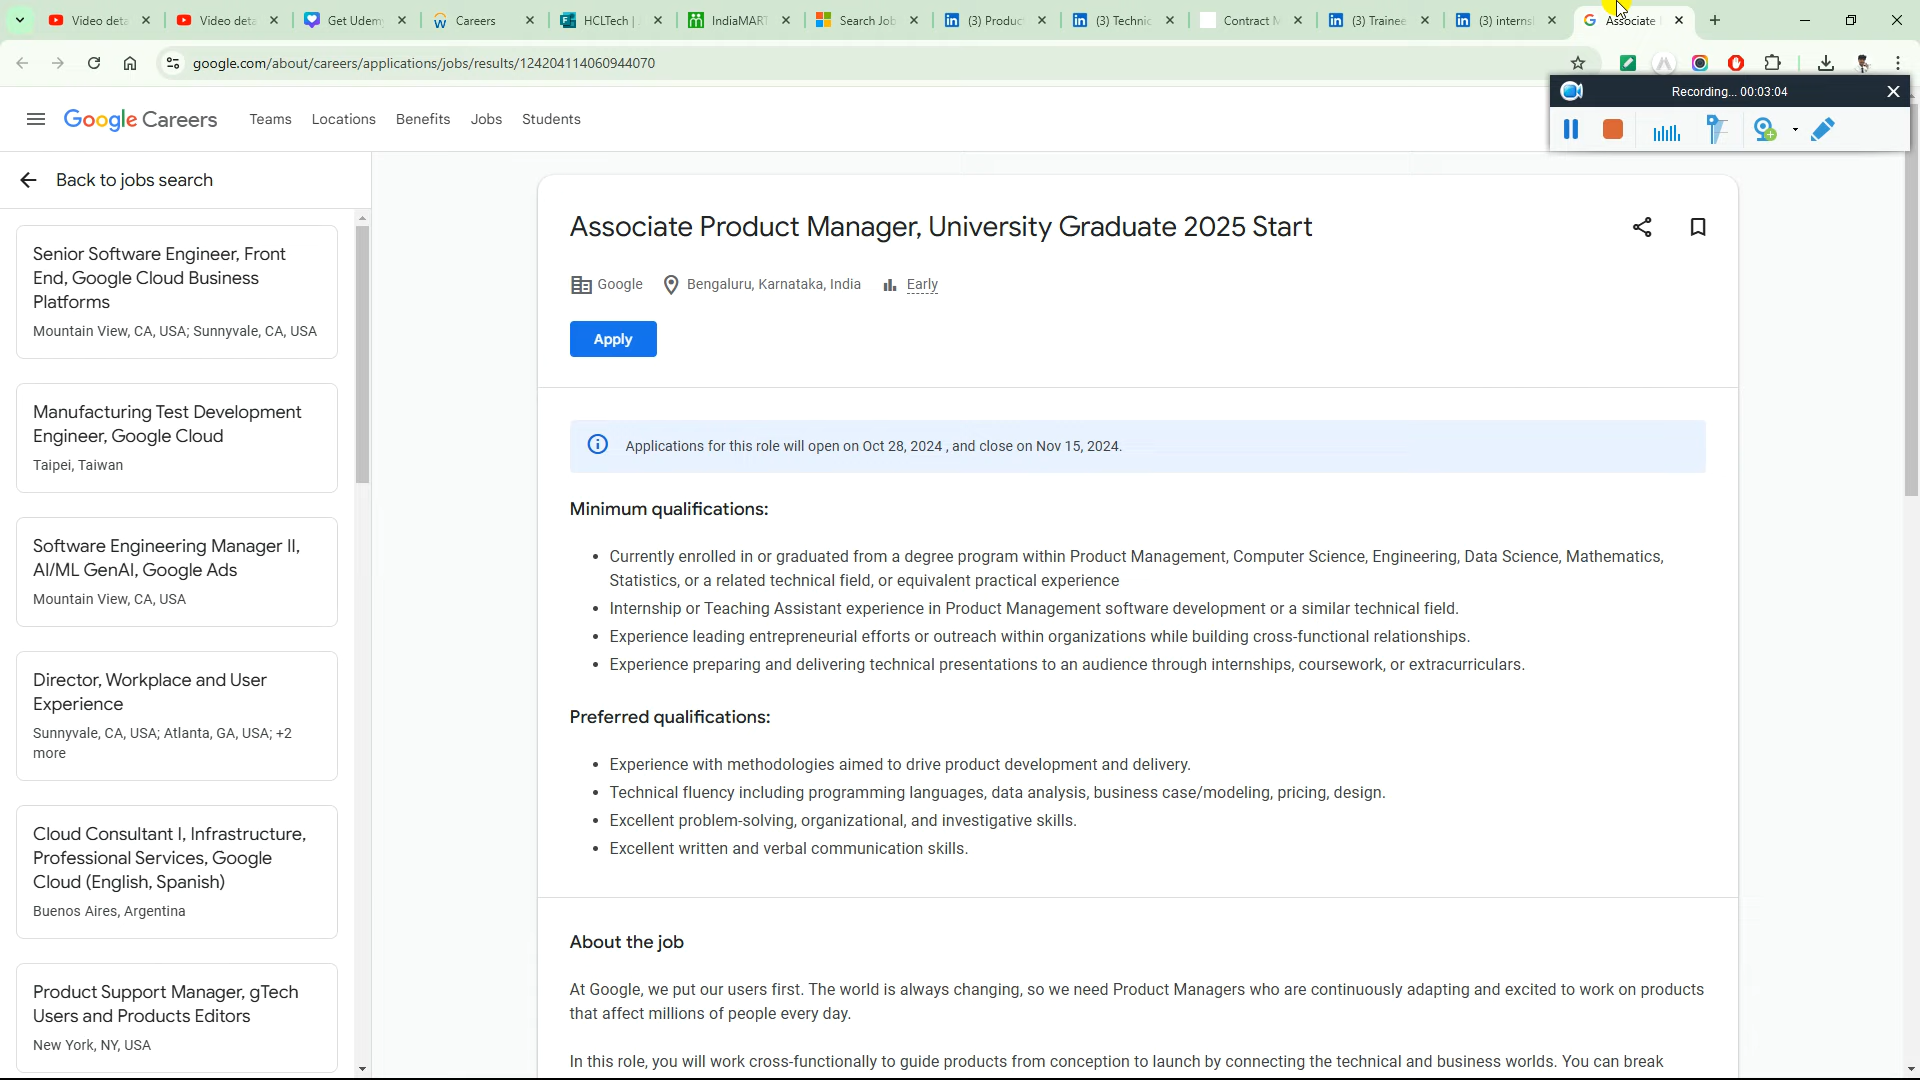 Video deta
Video deta
Get Udem
Careers
HCLTech |
IndiaMART
Search Job
(3) Produc
(3) Technic
Contract M
(3) Trainee
(3) interns
Associate
google.com/about/careers/applications/jobs/results/124204114060944070
Recording... 00:03:04
Google Careers
Teams
Locations
Benefits
Jobs
Students
Back to jobs search
Senior Software Engineer, Front
End, Google Cloud Business
Platforms
Mountain View, CA, USA; Sunnyvale, CA, USA
Manufacturing Test Development
Engineer, Google Cloud
Taipei, Taiwan
Software Engineering Manager II,
AI/ML GenAI, Google Ads
Mountain View, CA, USA
Director, Workplace and User
Experience
Sunnyvale, CA, USA; Atlanta, GA, USA; +2
more
Cloud Consultant I, Infrastructure,
Professional Services, Google
Cloud (English, Spanish)
Buenos Aires, Argentina
Product Support Manager, gTech
Users and Products Editors
New York, NY, USA
Associate Product Manager, University Graduate 2025 Start
Google
Bengaluru, Karnataka, India
Early
Apply
Applications for this role will open on Oct 28, 2024 , and close on Nov 15, 2024.
Minimum qualifications:
• Currently enrolled in or graduated from a degree program within Product Management, Computer Science, Engineering, Data Science, Mathematics,
Statistics, or a related technical field, or equivalent practical experience
• Internship or Teaching Assistant experience in Product Management software development or a similar technical field.
• Experience leading entrepreneurial efforts or outreach within organizations while building cross-functional relationships.
• Experience preparing and delivering technical presentations to an audience through internships, coursework, or extracurriculars.
Preferred qualifications:
• Experience with methodologies aimed to drive product development and delivery.
• Technical fluency including programming languages, data analysis, business case/modeling, pricing, design.
• Excellent problem-solving, organizational, and investigative skills.
• Excellent written and verbal communication skills.
About the job
At Google, we put our users first. The world is always changing, so we need Product Managers who are continuously adapting and excited to work on products
that affect millions of people every day.
In this role, you will work cross-functionally to guide products from conception to launch by connecting the technical and business worlds. You can break